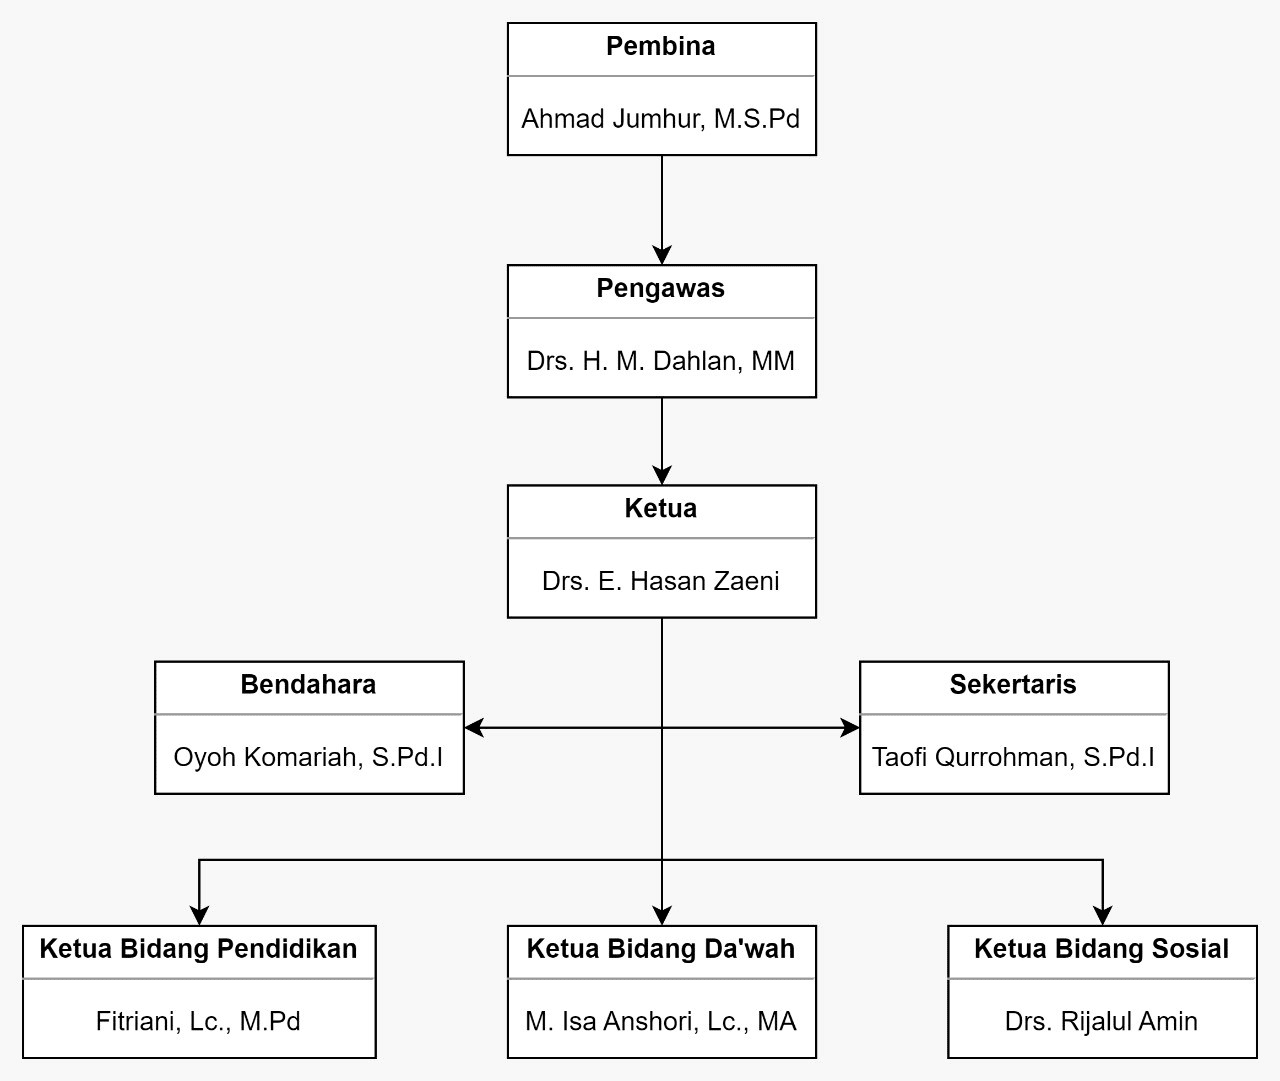 Pembina
Ahmad Jumhur, M.S.Pd
Pengawas
Drs. H. M. Dahlan, MM
Ketua
Drs. E. Hasan Zaeni
Bendahara
Oyoh Komariah, S.Pd.I
Sekertaris
Taofi Qurrohman, S.Pd.I
Ketua Bidang Pendidikan
Fitriani, Lc., M.Pd
Ketua Bidang Da'wah
M. Isa Anshori, Lc., MA
Ketua Bidang Sosial
Drs. Rijalul Amin